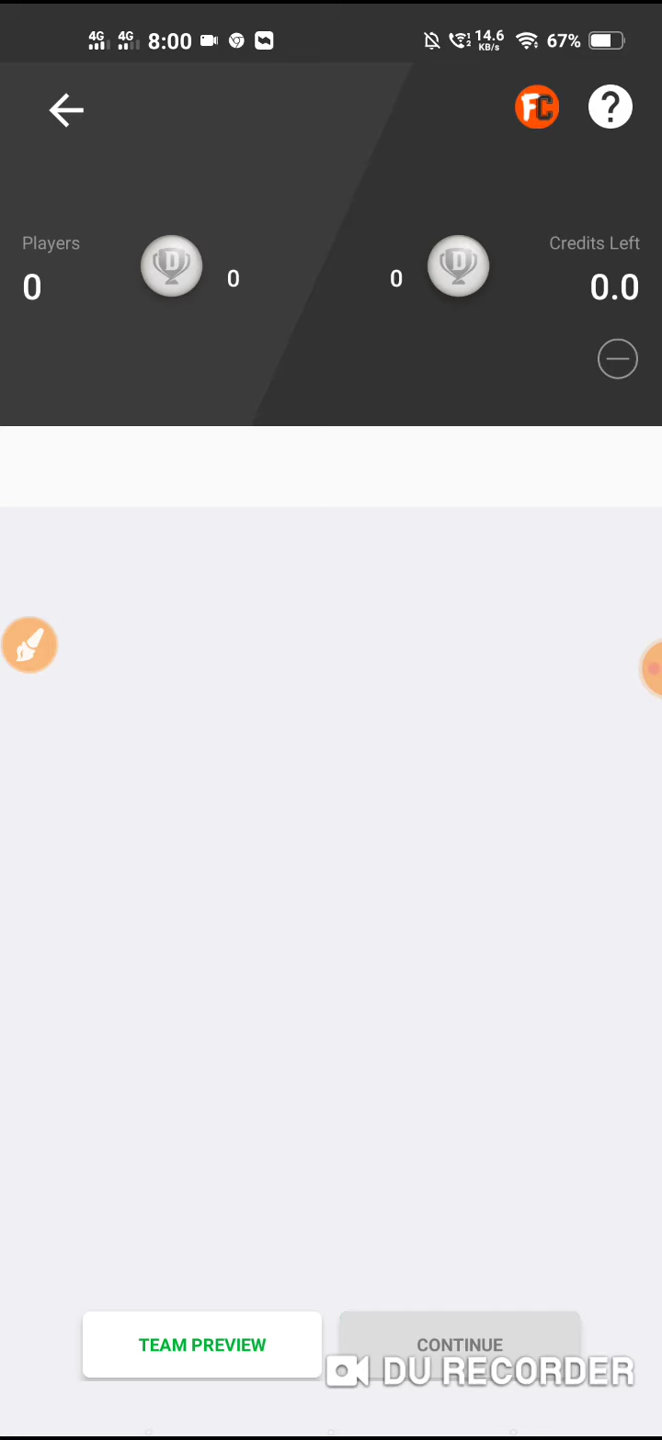 4G 4G 8:00 14.6 KB/s 67%
FC ?
Players Credits Left
0 D 0 0 D 0.0
TEAM PREVIEW CONTINUE
DU RECORDER